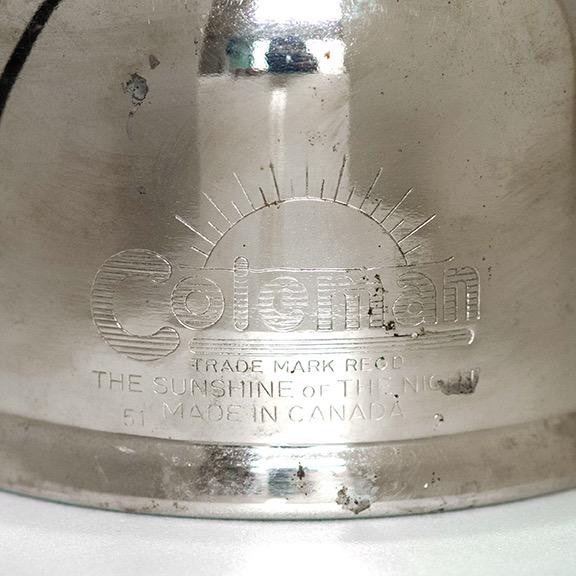 Coleman
TRADE MARK REGD
THE SUNSHINE OF THE NIGHT
51 MADE IN CANADA